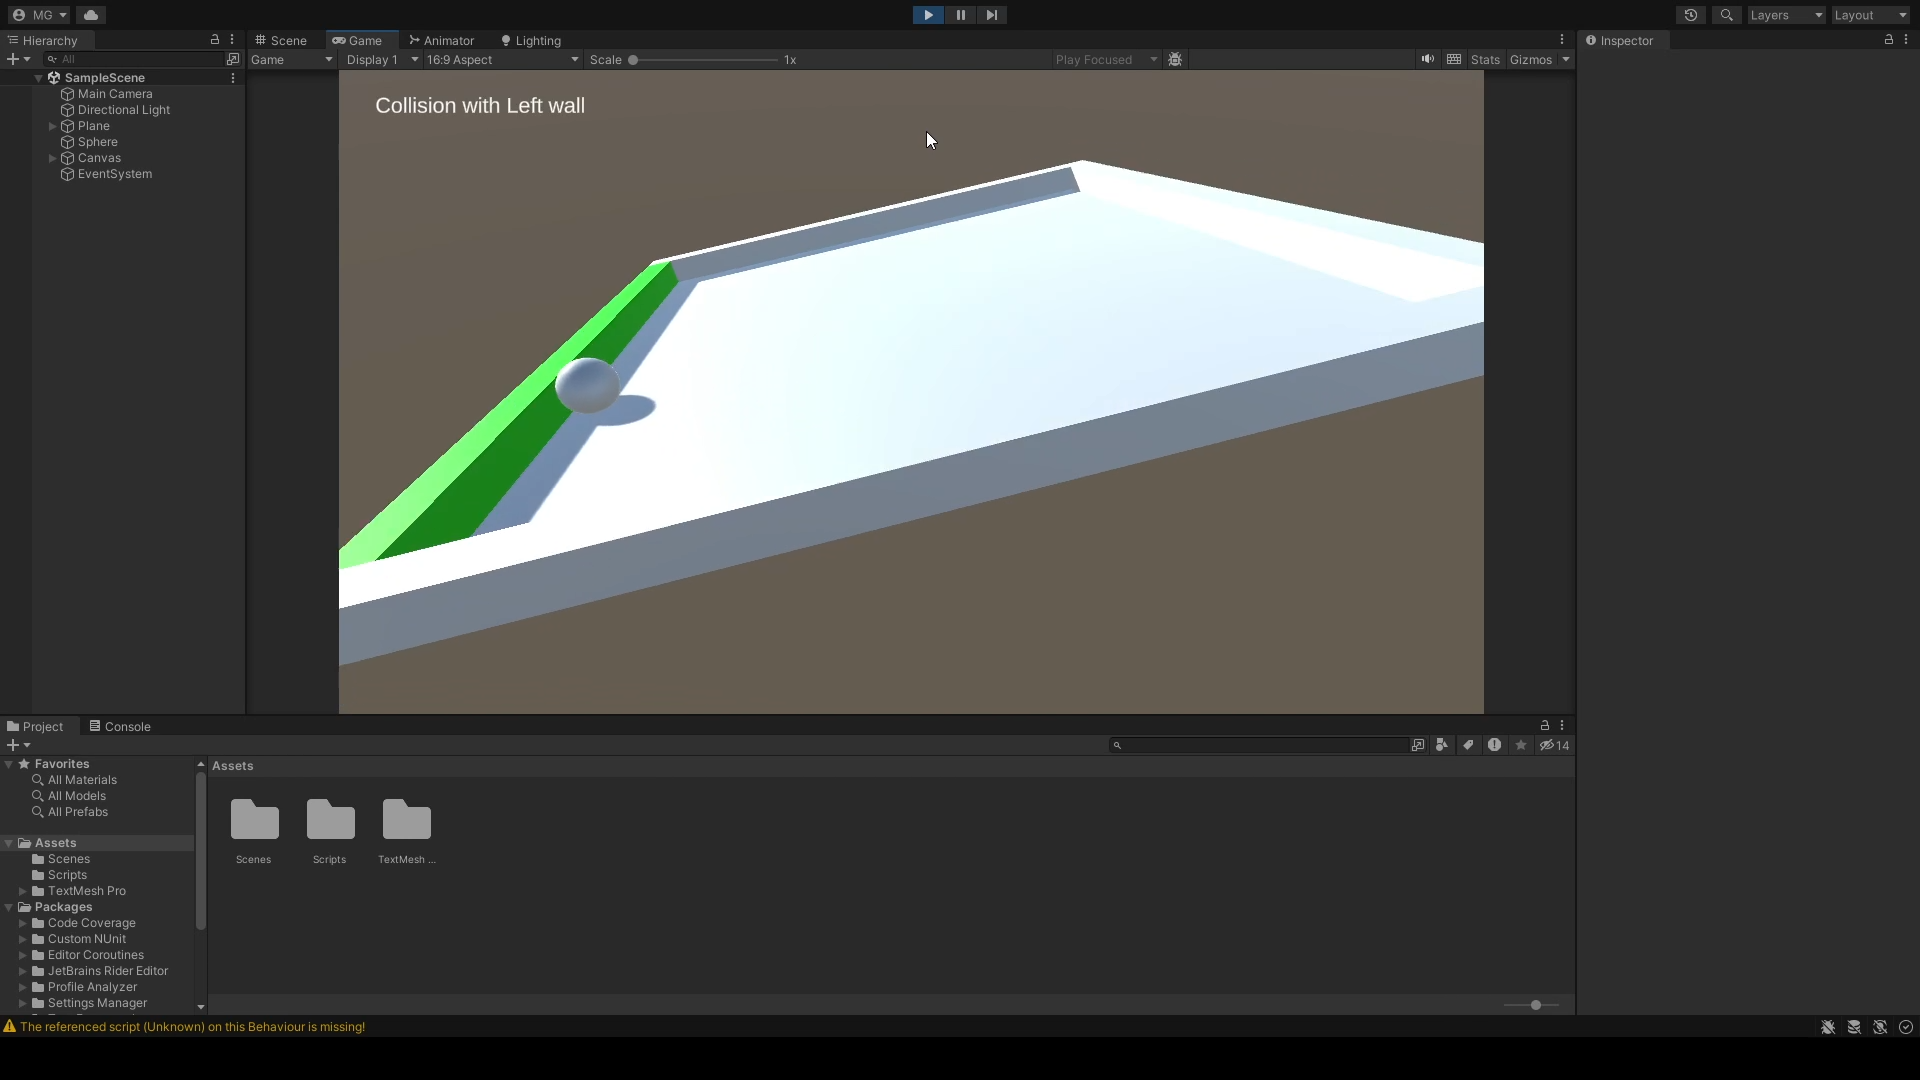 MG
Layers
Layout
Hierarchy
Scene
Game
Animator
Lighting
Inspector
All
Game
Display 1
16:9 Aspect
Scale
1x
Play Focused
Stats
Gizmos
SampleScene
Main Camera
Directional Light
Plane
Sphere
Canvas
EventSystem
Collision with Left wall
Project
Console
14
Favorites
All Materials
All Models
All Prefabs
Assets
Scenes
Scripts
TextMesh Pro
Packages
Code Coverage
Custom NUnit
Editor Coroutines
JetBrains Rider Editor
Profile Analyzer
Settings Manager
Assets
Scenes
Scripts
TextMesh ...
The referenced script (Unknown) on this Behaviour is missing!